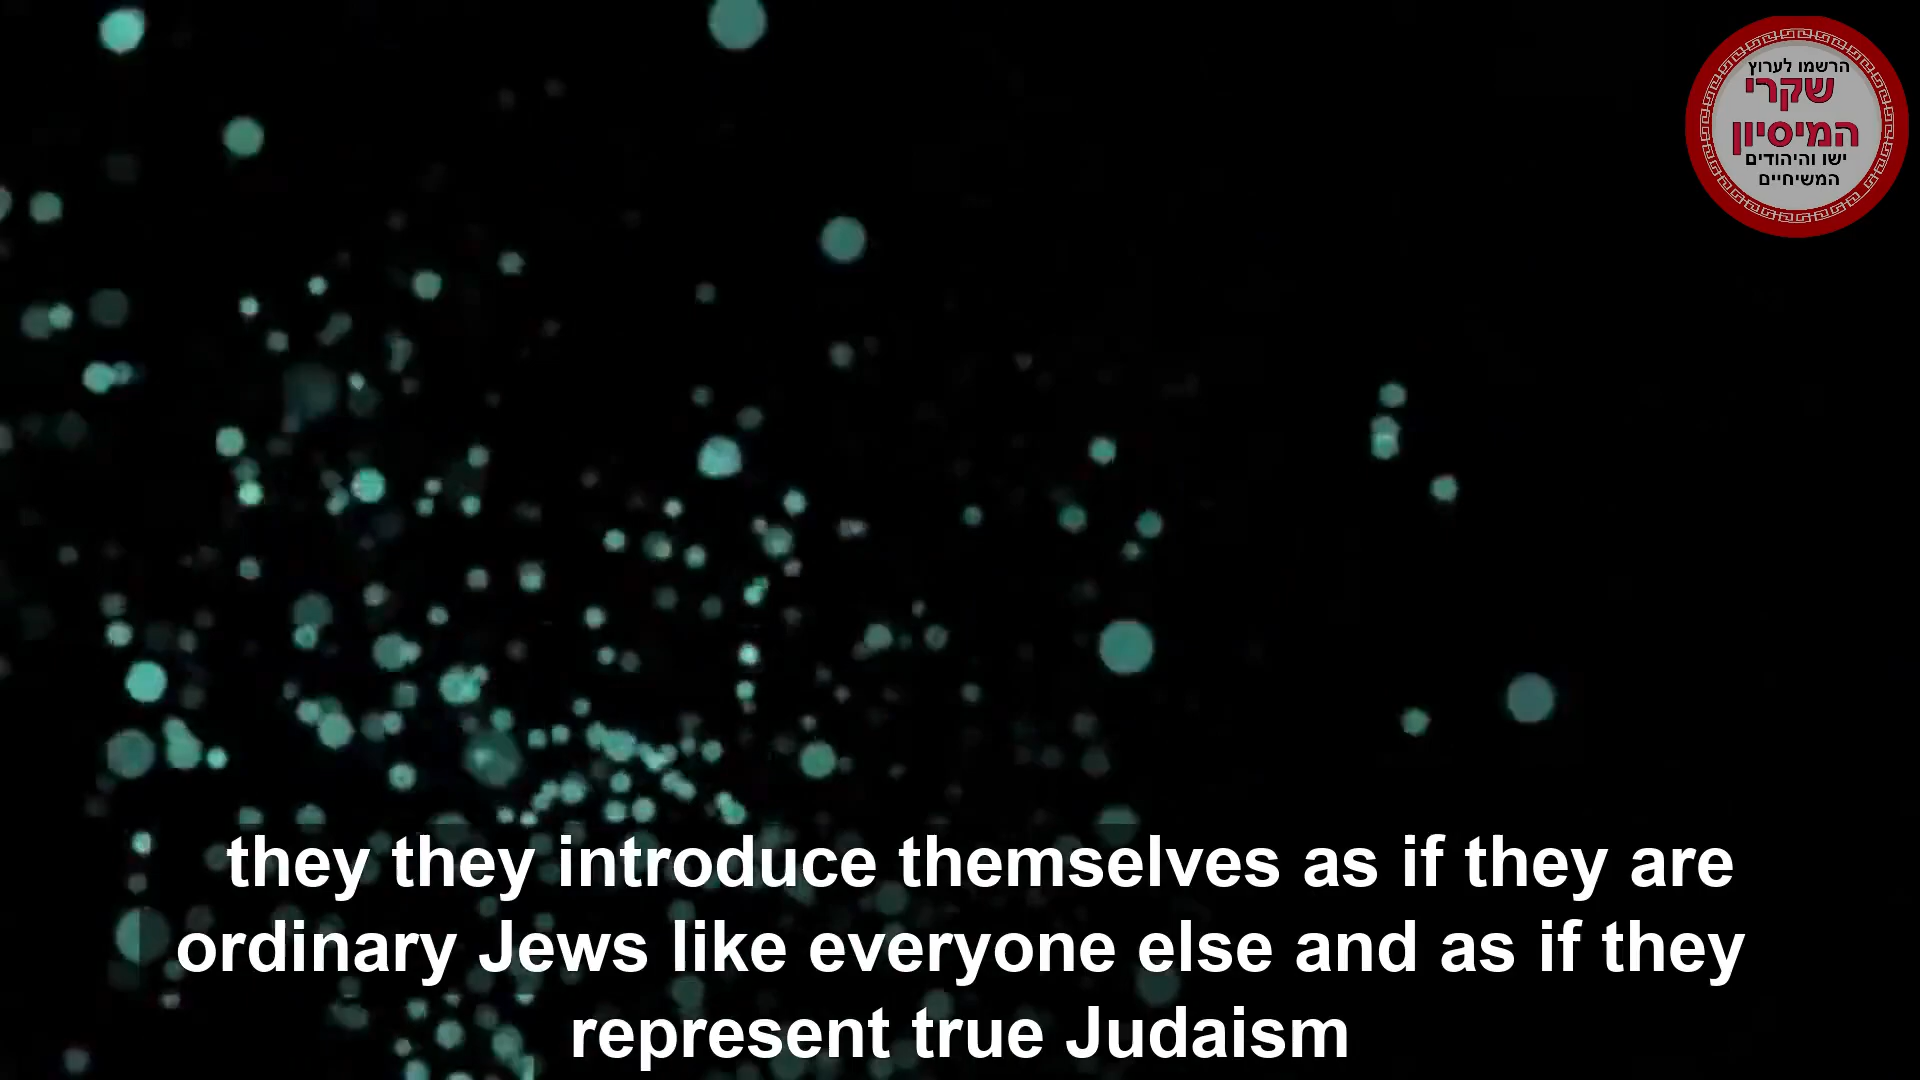 הרשמו לערוץ
שקרי
המיסיון
ישו והיהודים
המשיחיים
they they introduce themselves as if they are
ordinary Jews like everyone else and as if they
represent true Judaism